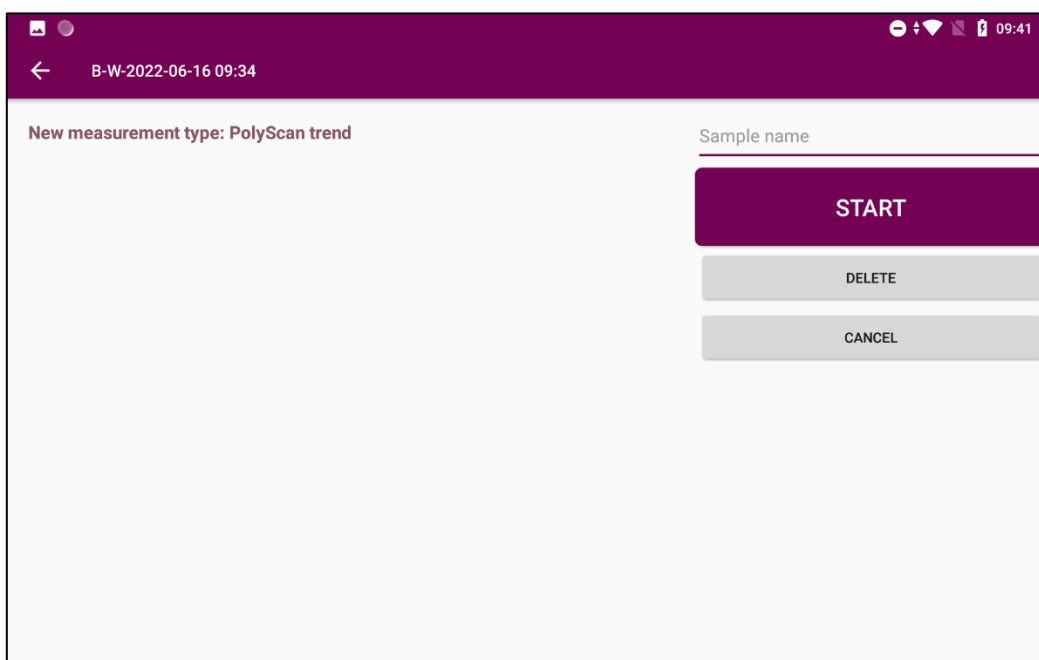 09:41
B-W-2022-06-16 09:34
New measurement type: PolyScan trend
Sample name
START
DELETE
CANCEL